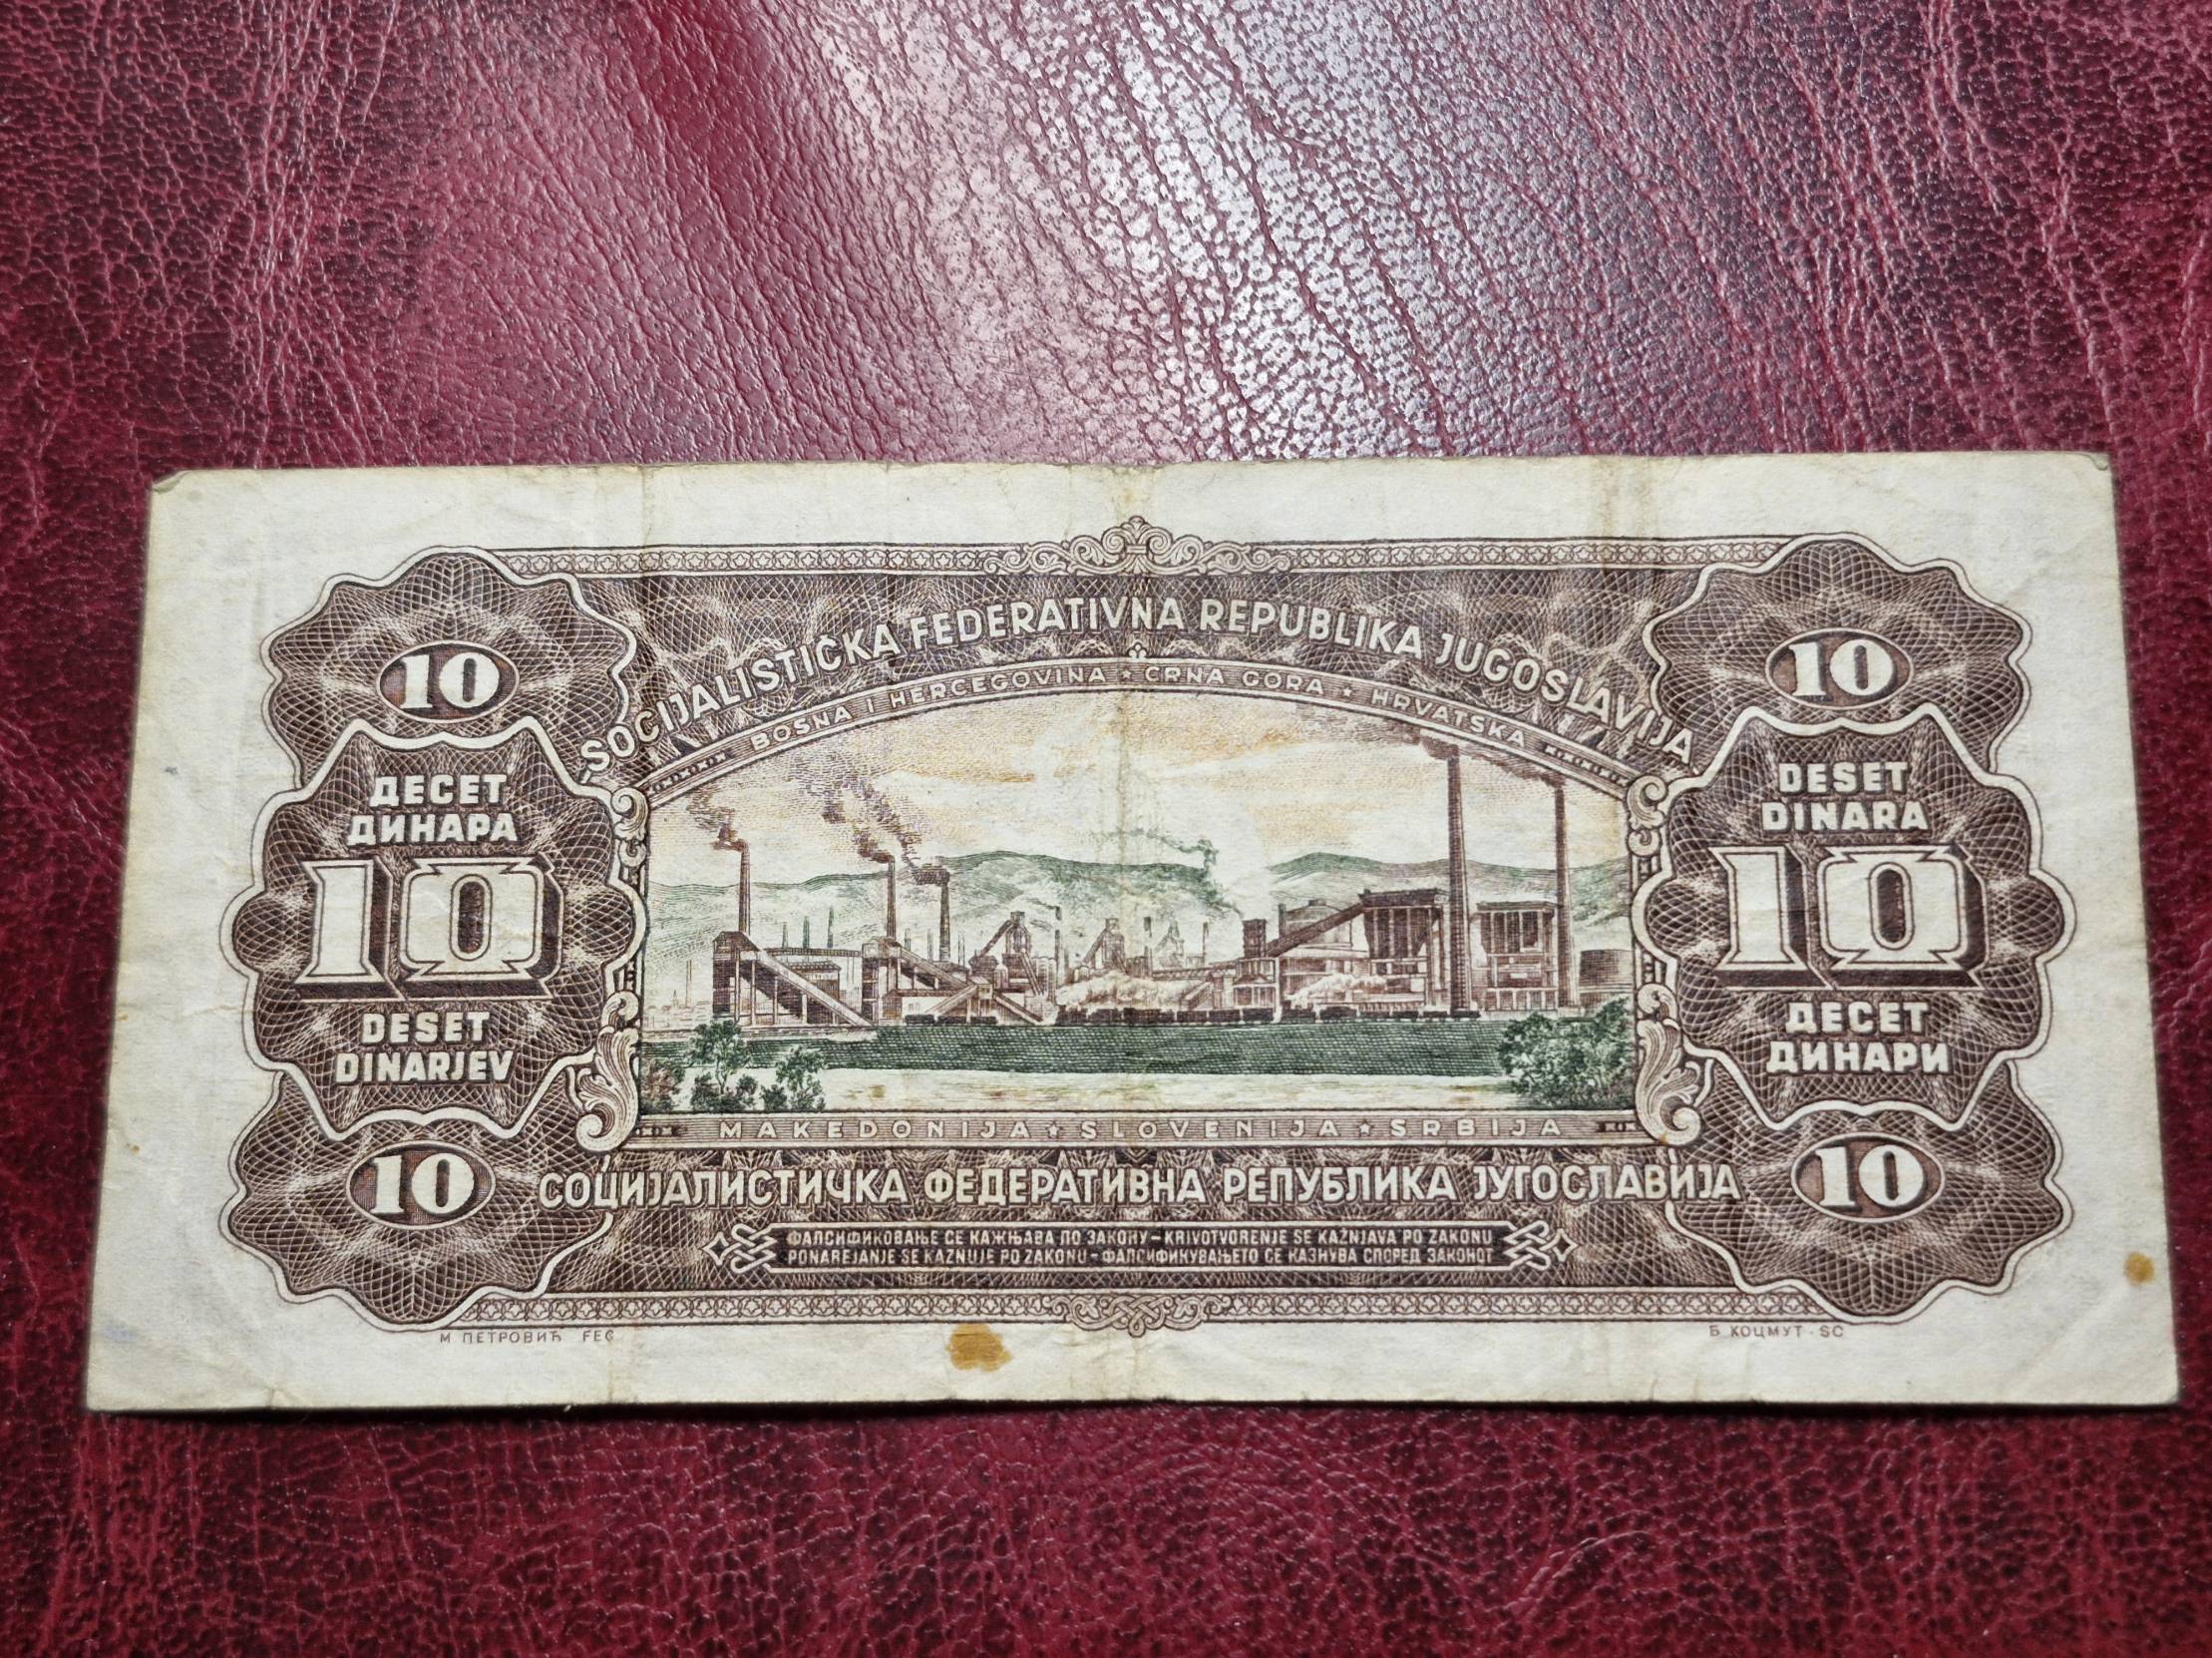 SOCIJALISTIČKA FEDERATIVNA REPUBLIKA JUGOSLAVIJA
BOSNA I HERCEGOVINA ★ CRNA GORA ★ HRVATSKA
10
ДЕСЕТ
ДИНАРА
10
DESET
DINARJEV
10
10
DESET
DINARA
10
ДЕСЕТ
ДИНАРИ
10
MAKEDONIJA ★ SLOVENIJA ★ SRBIJA
СОЦИЈАЛИСТИЧКА ФЕДЕРАТИВНА РЕПУБЛИКА ЈУГОСЛАВИЈА
ФАЛСИФИКОВАЊЕ СЕ КАЖЊАВА ПО ЗАКОНУ – KRIVOTVORENJE SE KAŽNJAVA PO ZAKONU
PONAREJANJE SE KAZNUJE PO ZAKONU – ФАЛСИФИКУВАЊЕТО СЕ КАЗНУВА СПОРЕД ЗАКОНОТ
М ПЕТРОВИЋ FEC
Б КОЦМУТ · SC